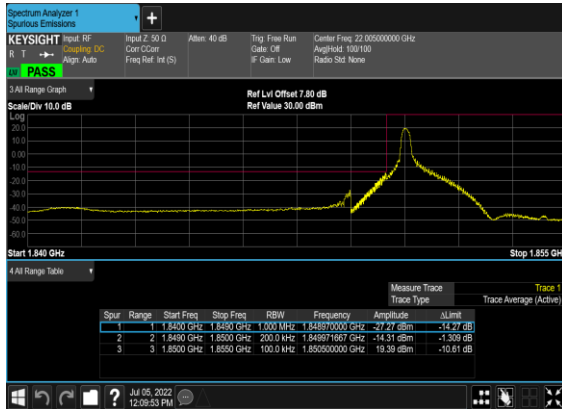 Spectrum Analyzer 1
Spurious Emissions
+
KEYSIGHT
R T
LV PASS
Input: RF
Coupling: DC
Align: Auto
Input Z: 50 Ω
Corr CCorr
Freq Ref: Int (S)
Atten: 40 dB
Trig: Free Run
Gate: Off
IF Gain: Low
Center Freq: 22.005000000 GHz
Avg|Hold: 100/100
Radio Std: None
3 All Range Graph
Scale/Div 10.0 dB
Ref Lvl Offset 7.80 dB
Ref Value 30.00 dBm
Log
20.0
10.0
0.00
-10.0
-20.0
-30.0
-40.0
-50.0
-60.0
Start 1.840 GHz
Stop 1.855 GH
4 All Range Table
Measure Trace Trace 1
Trace Type Trace Average (Active)
Spur Range Start Freq Stop Freq RBW Frequency Amplitude ΔLimit
1 1 1.8400 GHz 1.8490 GHz 1.000 MHz 1.848970000 GHz -27.27 dBm -14.27 dB
2 2 1.8490 GHz 1.8500 GHz 200.0 kHz 1.849971667 GHz -14.31 dBm -1.309 dB
3 3 1.8500 GHz 1.8550 GHz 100.0 kHz 1.850500000 GHz 19.39 dBm -10.61 dB
?
Jul 05, 2022
12:09:53 PM